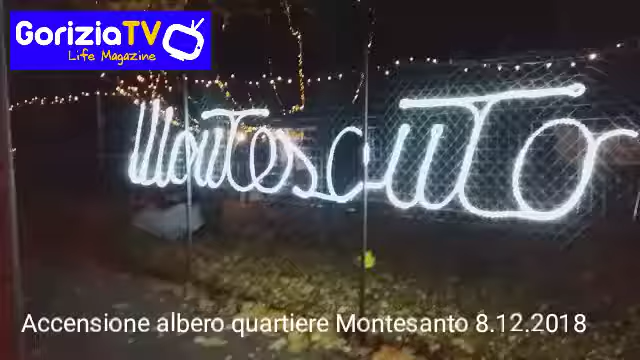 GoriziaTV
Life Magazine
Montesanto
Accensione albero quartiere Montesanto 8.12.2018